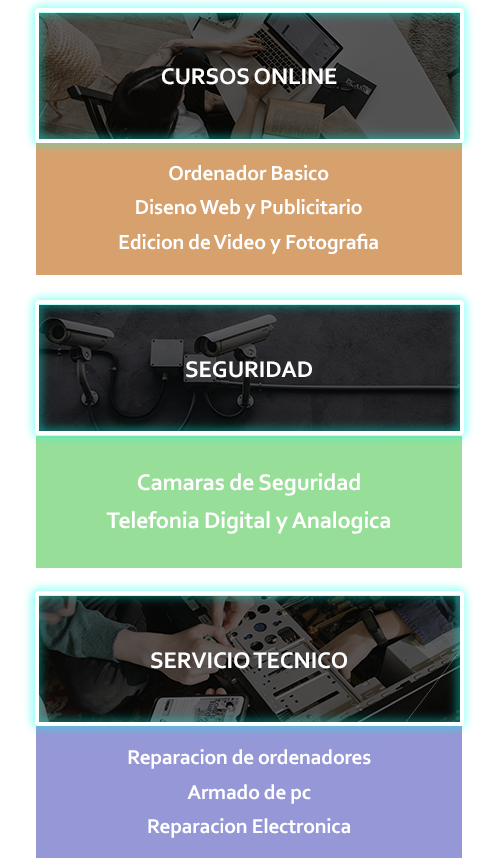 CURSOS ONLINE
Ordenador Basico
Diseno Web y Publicitario
Edicion de Video y Fotografia
SEGURIDAD
Camaras de Seguridad
Telefonia Digital y Analogica
SERVICIO TECNICO
Reparacion de ordenadores
Armado de pc
Reparacion Electronica